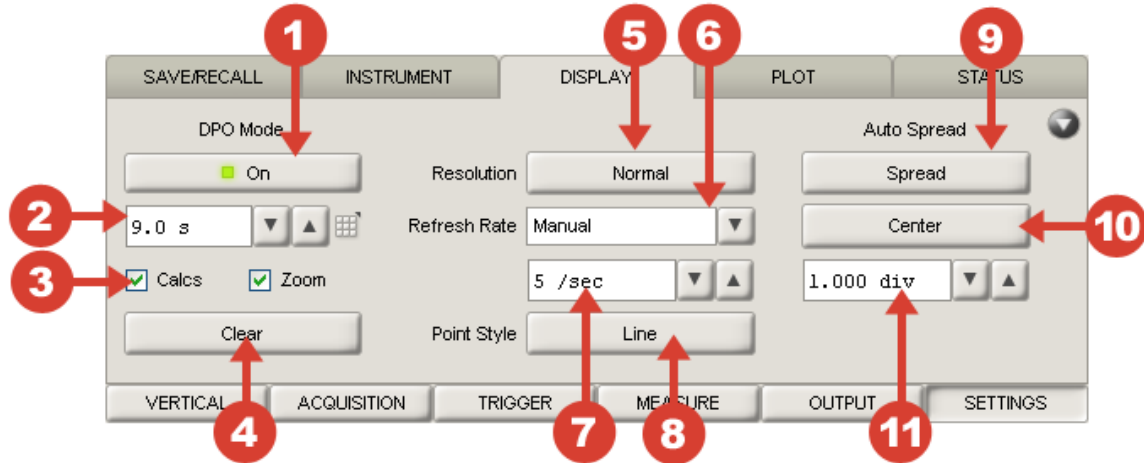 1 5 6 9
SAVE/RECALL INSTRUMENT DISPLAY PLOT STATUS
DPO Mode Auto Spread
On Resolution Normal Spread
2 9.0 s Refresh Rate Manual Center 10
3 Calcs Zoom 5 /sec 1.000 div
Clear Point Style Line
VERTICAL ACQUISITION TRIGGER MEASURE OUTPUT SETTINGS
4 7 8 11